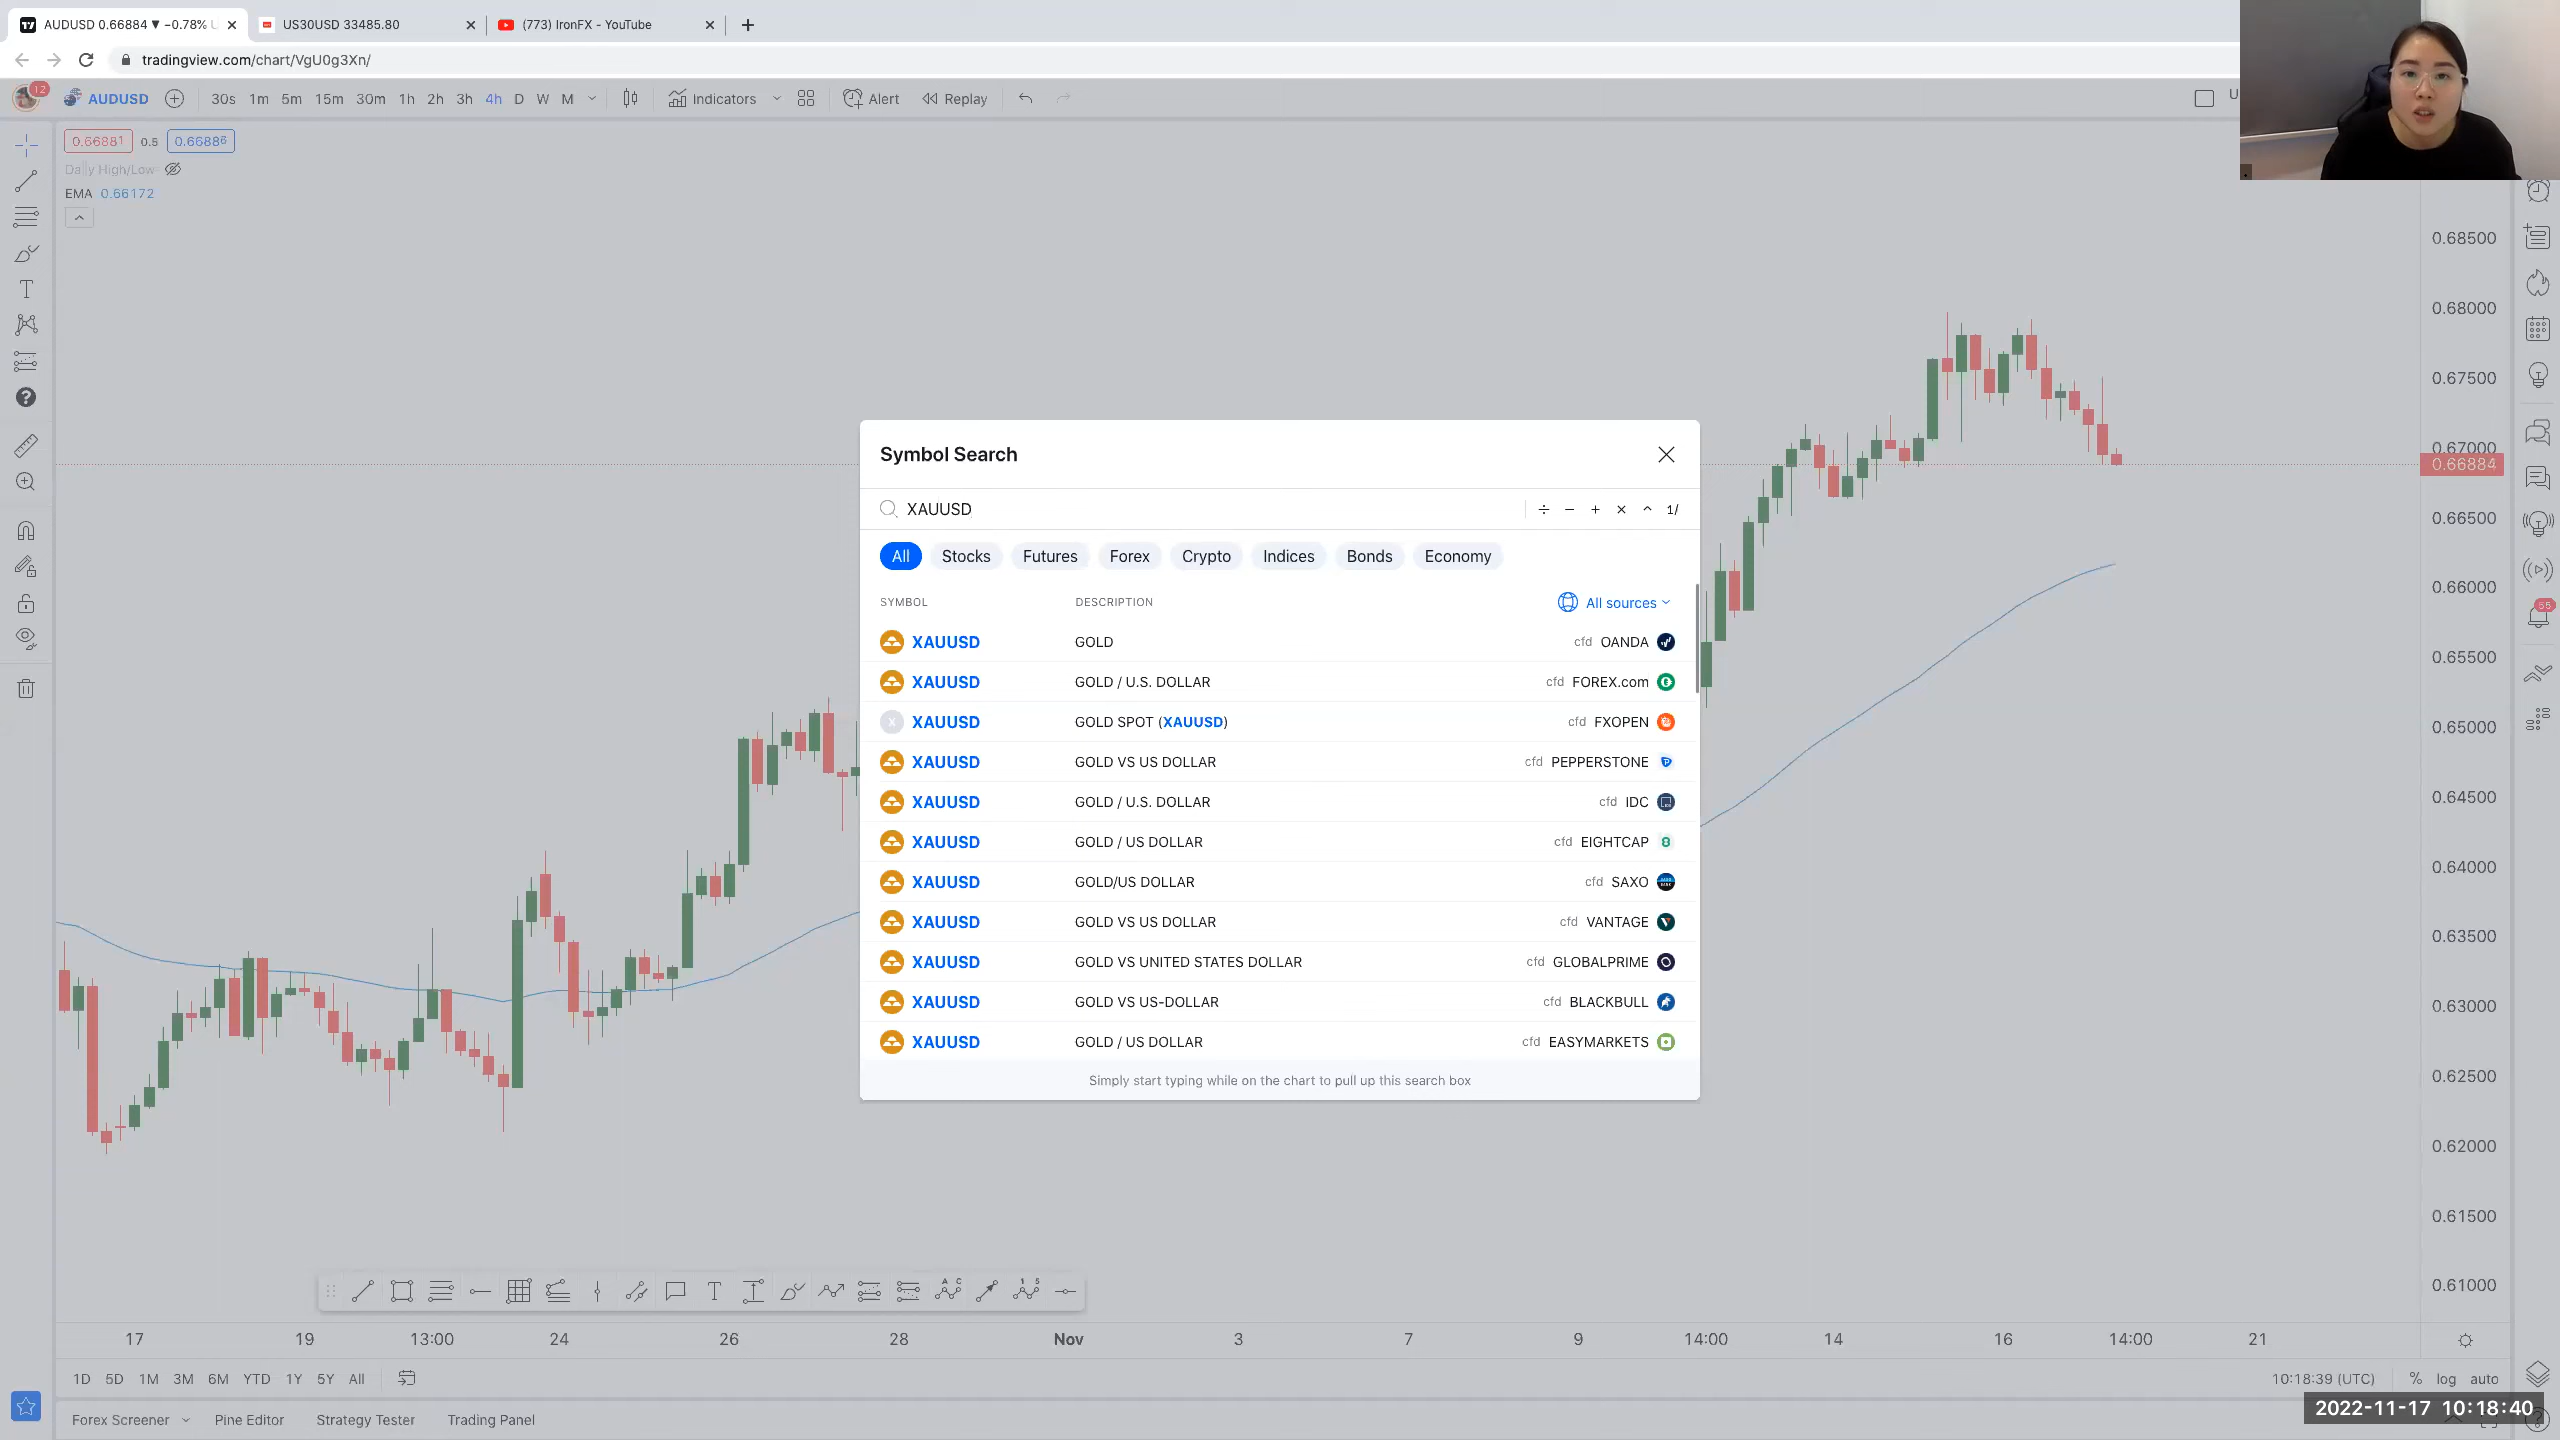 AUDUSD 0.66884 ▼ −0.78% U
US30USD 33485.80
(773) IronFX - YouTube
tradingview.com/chart/VgU0g3Xn/
12
AUDUSD 30s 1m 5m 15m 30m 1h 2h 3h 4h D W M Indicators Alert Replay U
0.66881 0.5 0.66886
Daily High/Low
EMA 0.66172
0.68500
0.68000
0.67500
0.67000
0.66884
0.66500
0.66000
0.65500
0.65000
0.64500
0.64000
0.63500
0.63000
0.62500
0.62000
0.61500
0.61000
55
Symbol Search
XAUUSD ÷ − + × ^ 1/
All Stocks Futures Forex Crypto Indices Bonds Economy
SYMBOL DESCRIPTION All sources
XAUUSD GOLD cfd OANDA
XAUUSD GOLD / U.S. DOLLAR cfd FOREX.com
X XAUUSD GOLD SPOT (XAUUSD) cfd FXOPEN
XAUUSD GOLD VS US DOLLAR cfd PEPPERSTONE
XAUUSD GOLD / U.S. DOLLAR cfd IDC
XAUUSD GOLD / US DOLLAR cfd EIGHTCAP
XAUUSD GOLD/US DOLLAR cfd SAXO
XAUUSD GOLD VS US DOLLAR cfd VANTAGE
XAUUSD GOLD VS UNITED STATES DOLLAR cfd GLOBALPRIME
XAUUSD GOLD VS US-DOLLAR cfd BLACKBULL
XAUUSD GOLD / US DOLLAR cfd EASYMARKETS
Simply start typing while on the chart to pull up this search box
17 19 13:00 24 26 28 Nov 3 7 9 14:00 14 16 14:00 21
1D 5D 1M 3M 6M YTD 1Y 5Y All 10:18:39 (UTC) % log auto
Forex Screener Pine Editor Strategy Tester Trading Panel
2022-11-17 10:18:40